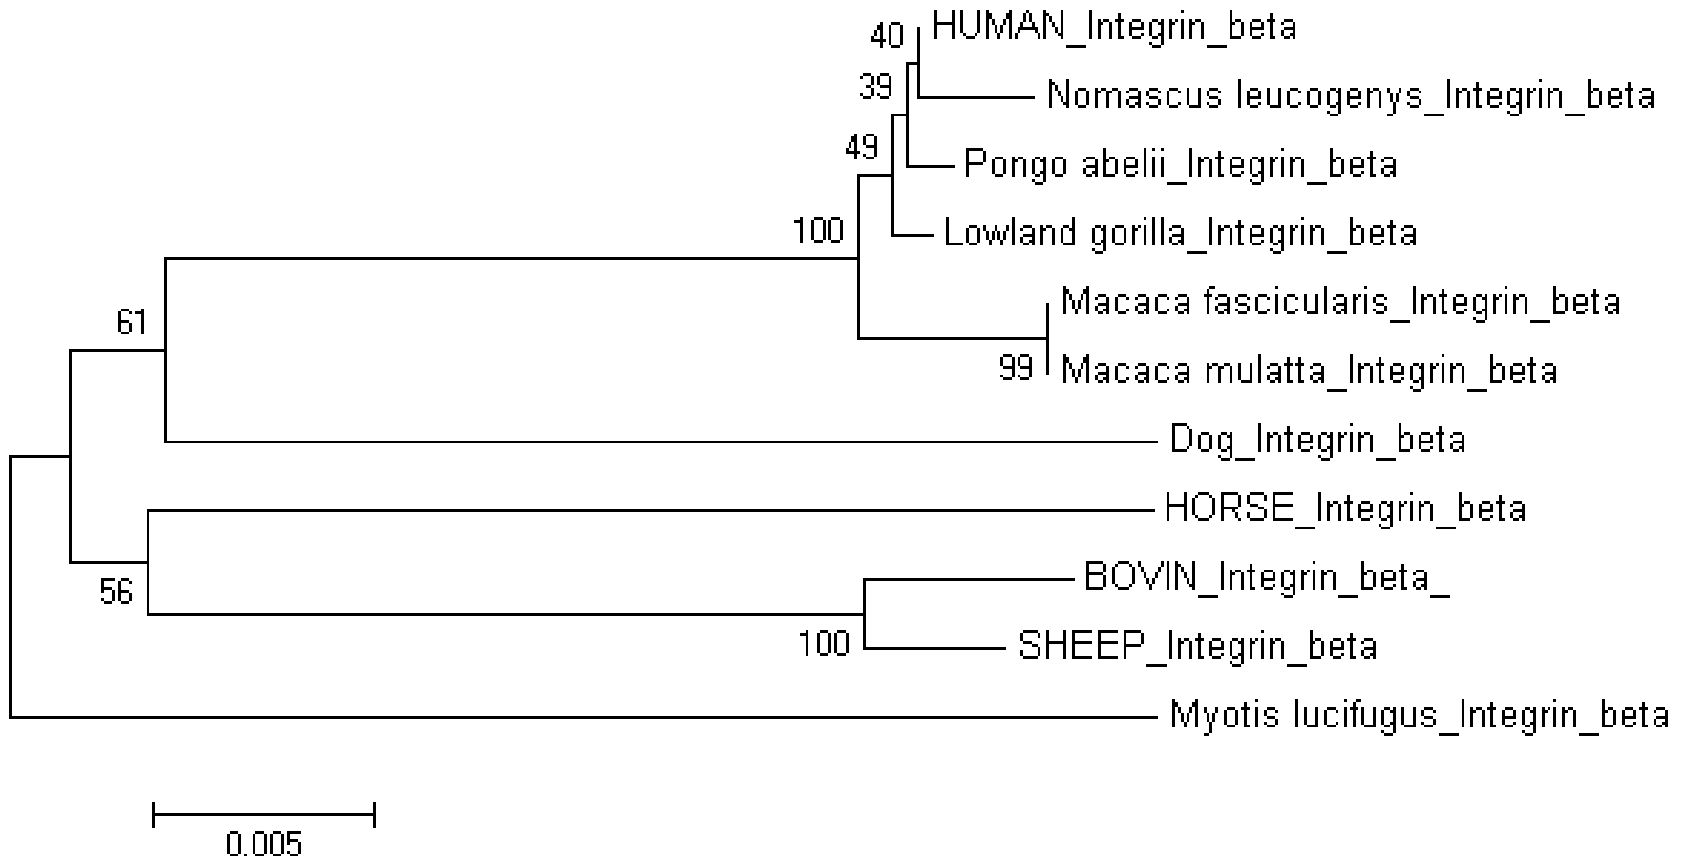 40
HUMAN_Integrin_beta
39
Nomascus leucogenys_Integrin_beta
49
Pongo abelii_Integrin_beta
100
Lowland gorilla_Integrin_beta
61
Macaca fascicularis_Integrin_beta
99
Macaca mulatta_Integrin_beta
Dog_Integrin_beta
HORSE_Integrin_beta
56
BOVIN_Integrin_beta_
100
SHEEP_Integrin_beta
Myotis lucifugus_Integrin_beta
0.005